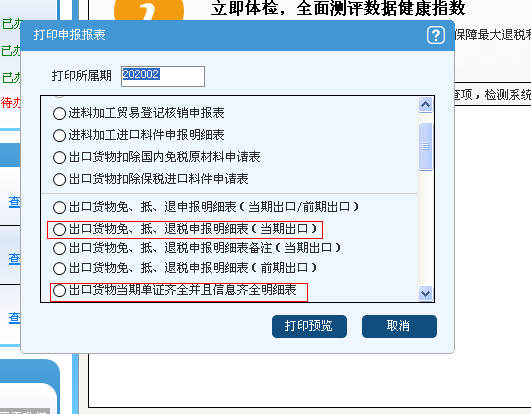 立即体检，全面测评数据健康指数
已办
打印申报报表
保障最大退税和
已办
打印所属期 202002
已办
待办
查项，检测系统
进料加工贸易登记核销申报表
进料加工进口料件申报明细表
出口货物扣除国内免税原材料申请表
出口货物扣除保税进口料件申请表
查
出口货物免、抵、退申报明细表（当期出口/前期出口）
出口货物免、抵、退税申报明细表（当期出口）
出口货物免、抵、退税申报明细表备注（当期出口）
查
出口货物免、抵、退税申报明细表（前期出口）
出口货物当期单证齐全并且信息齐全明细表
查
打印预览 取消